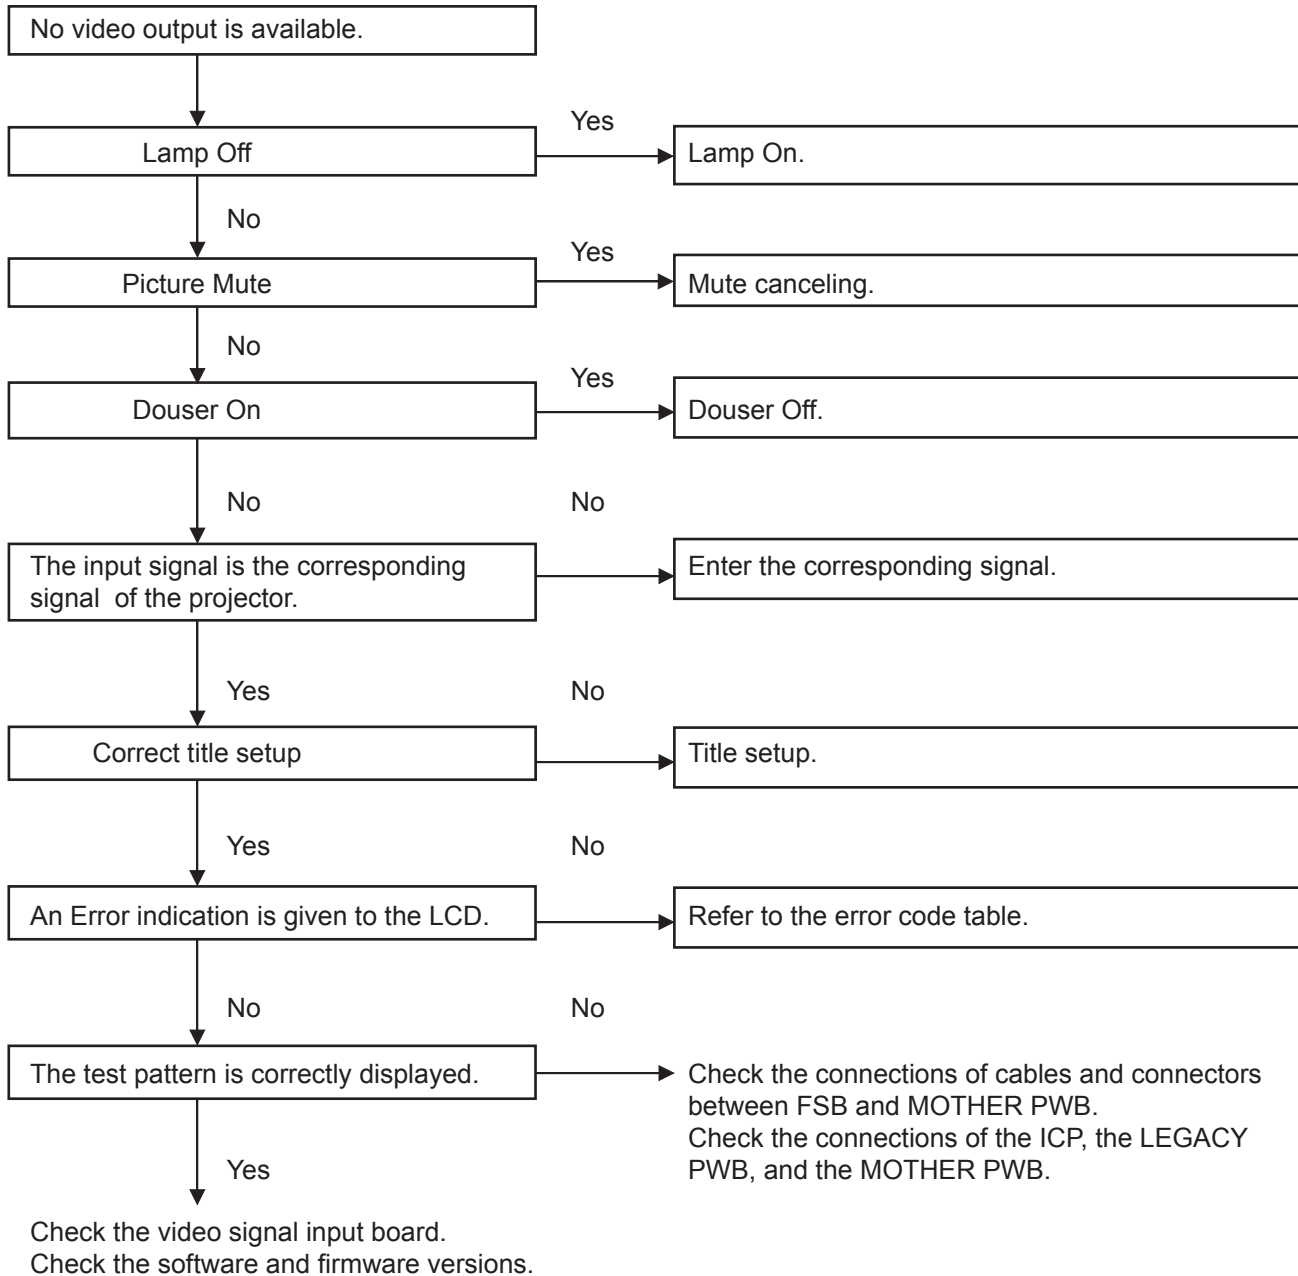 No video output is available.
Yes
Lamp Off
Lamp On.
No
Yes
Picture Mute
Mute canceling.
No
Yes
Douser On
Douser Off.
No
No
The input signal is the corresponding
signal of the projector.
Enter the corresponding signal.
Yes
No
Correct title setup
Title setup.
Yes
No
An Error indication is given to the LCD.
Refer to the error code table.
No
No
The test pattern is correctly displayed.
Check the connections of cables and connectors
between FSB and MOTHER PWB.
Check the connections of the ICP, the LEGACY
PWB, and the MOTHER PWB.
Yes
Check the video signal input board.
Check the software and firmware versions.